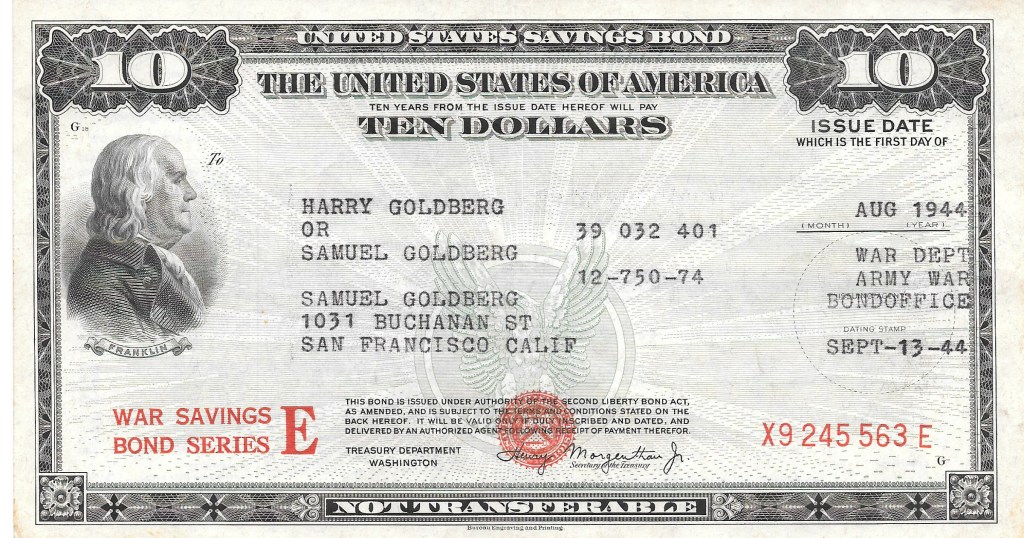 UNITED STATES SAVINGS BOND
10 10
THE UNITED STATES OF AMERICA
TEN YEARS FROM THE ISSUE DATE HEREOF WILL PAY
TEN DOLLARS
ISSUE DATE
WHICH IS THE FIRST DAY OF
G
To
HARRY GOLDBERG
OR 39 032 401
SAMUEL GOLDBERG
12-750-74
SAMUEL GOLDBERG
1031 BUCHANAN ST
SAN FRANCISCO CALIF
AUG 1944
(MONTH) (YEAR)
WAR DEPT
ARMY WAR
BONDOFFICE
DATING STAMP
SEPT-13-44
FRANKLIN
WAR SAVINGS
BOND SERIES E
THIS BOND IS ISSUED UNDER AUTHORITY OF THE SECOND LIBERTY BOND ACT,
AS AMENDED, AND IS SUBJECT TO THE TERMS AND CONDITIONS STATED ON THE
BACK HEREOF. IT WILL BE VALID ONLY IF DULY INSCRIBED AND DATED, AND
DELIVERED BY AN AUTHORIZED AGENT FOLLOWING RECEIPT OF PAYMENT THEREFOR.
TREASURY DEPARTMENT
WASHINGTON
Henry Morgenthau Jr.
Secretary of the Treasury
X9 245 563 E
G
10 NOT TRANSFERABLE 10
Bureau Engraving and Printing.